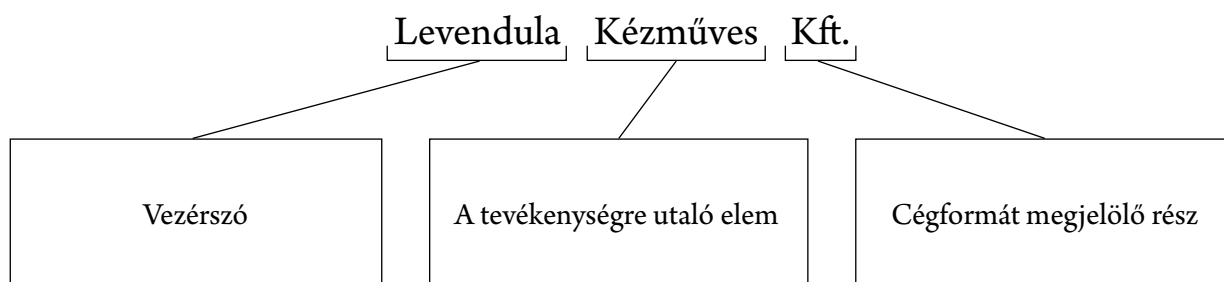 Levendula Kézműves Kft.
Vezérszó
A tevékenységre utaló elem
Cégformát megjelölő rész